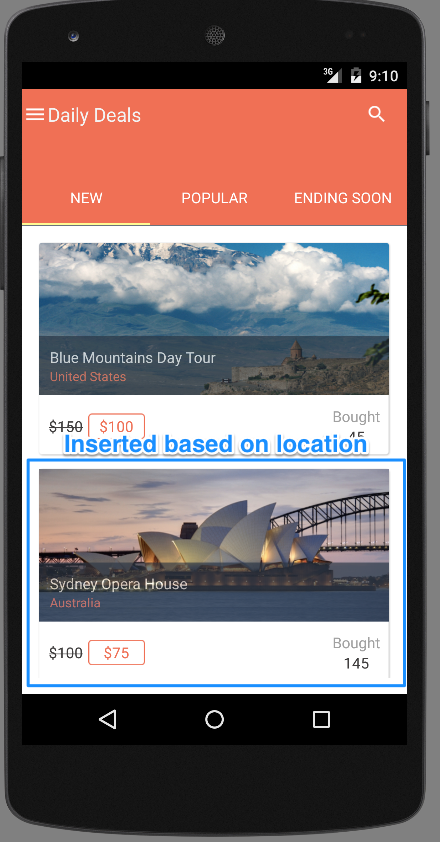 3G 9:10
Daily Deals
NEW POPULAR ENDING SOON
Blue Mountains Day Tour
United States
Bought
$150 $100 45
Inserted based on location
Sydney Opera House
Australia
Bought
$100 $75
145